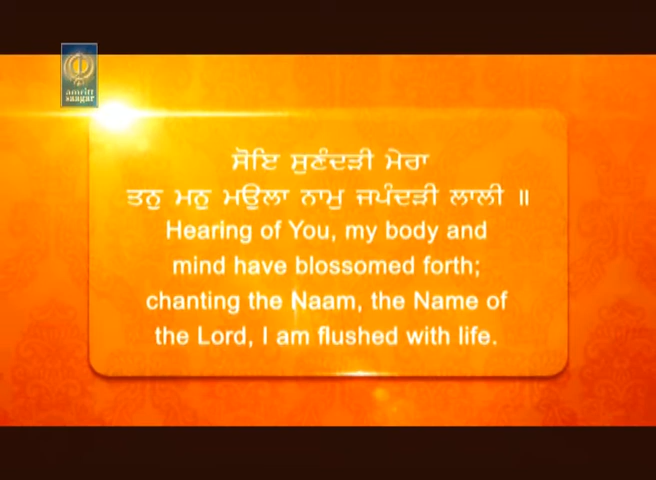 amritt
saagar
ਸੋਇ ਸੁਣੰਦੜੀ ਮੇਰਾ
ਤਨੁ ਮਨੁ ਮਉਲਾ ਨਾਮੁ ਜਪੰਦੜੀ ਲਾਲੀ ॥
Hearing of You, my body and
mind have blossomed forth;
chanting the Naam, the Name of
the Lord, I am flushed with life.